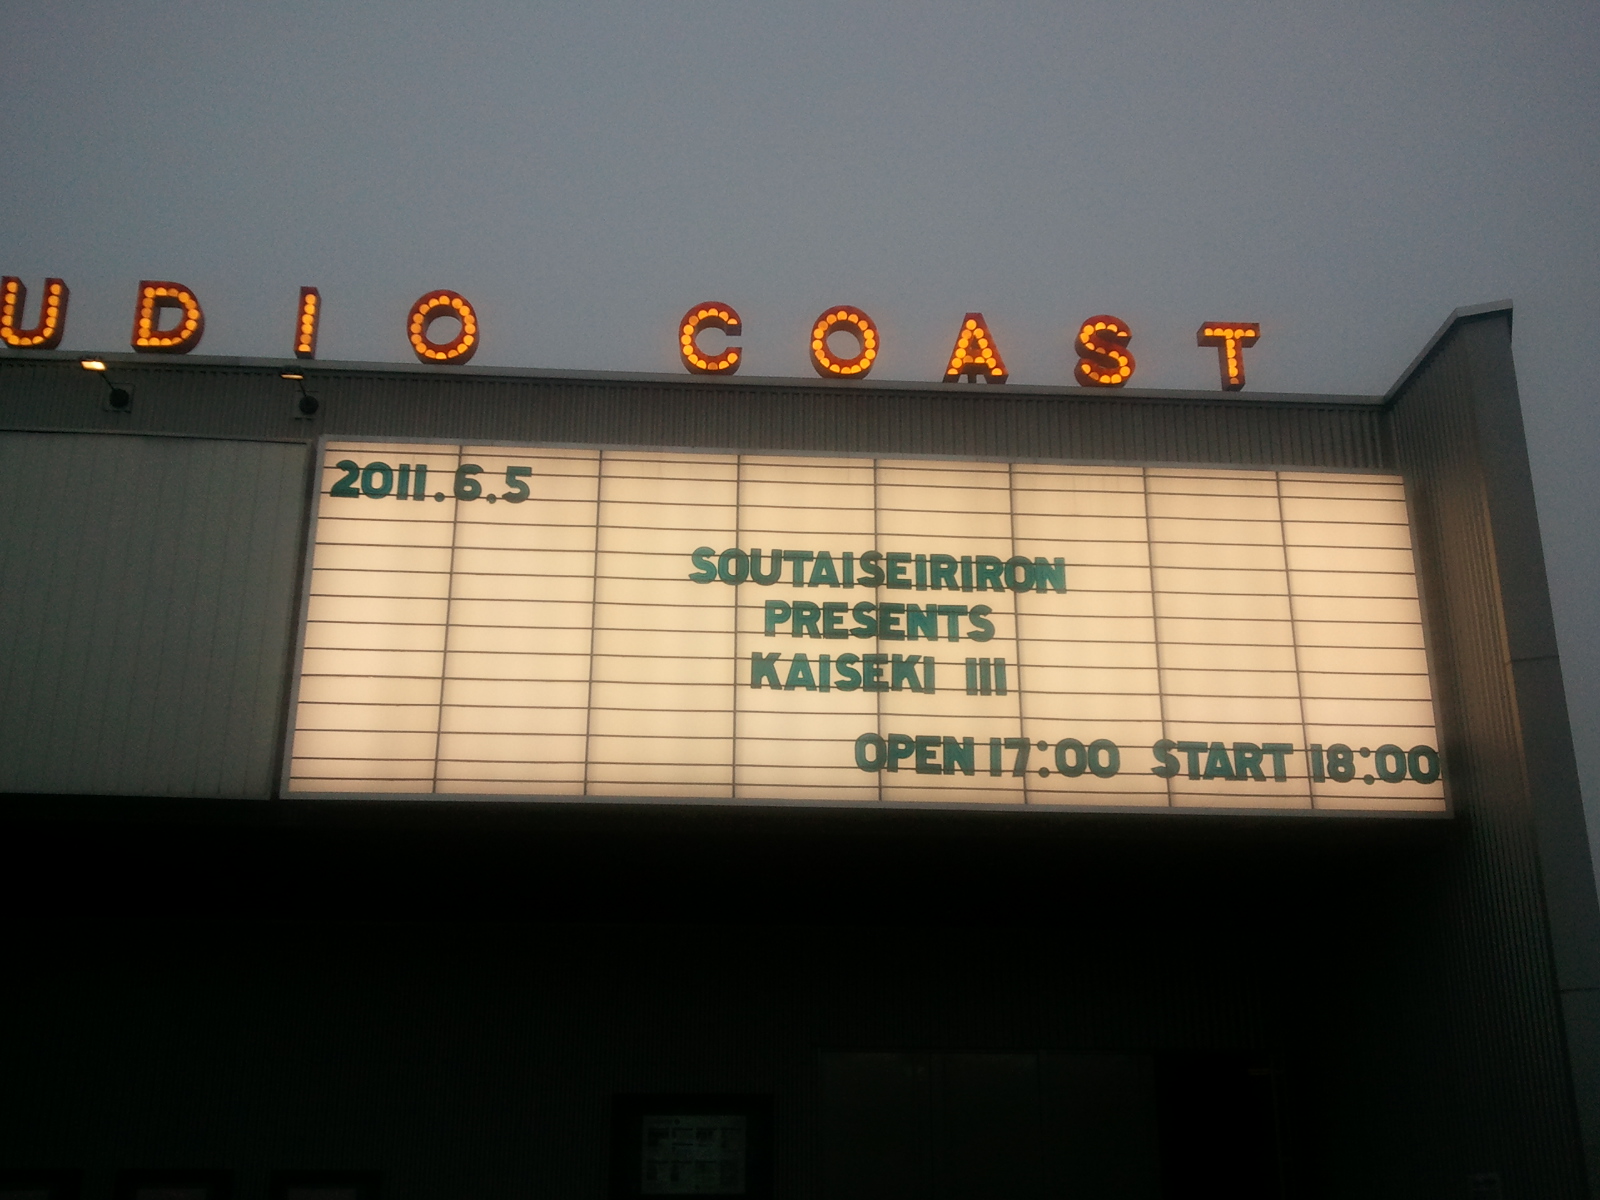 UDIO COAST
2011.6.5
SOUTAISEIRIRON
PRESENTS
KAISEKI III
OPEN 17:00 START 18:00